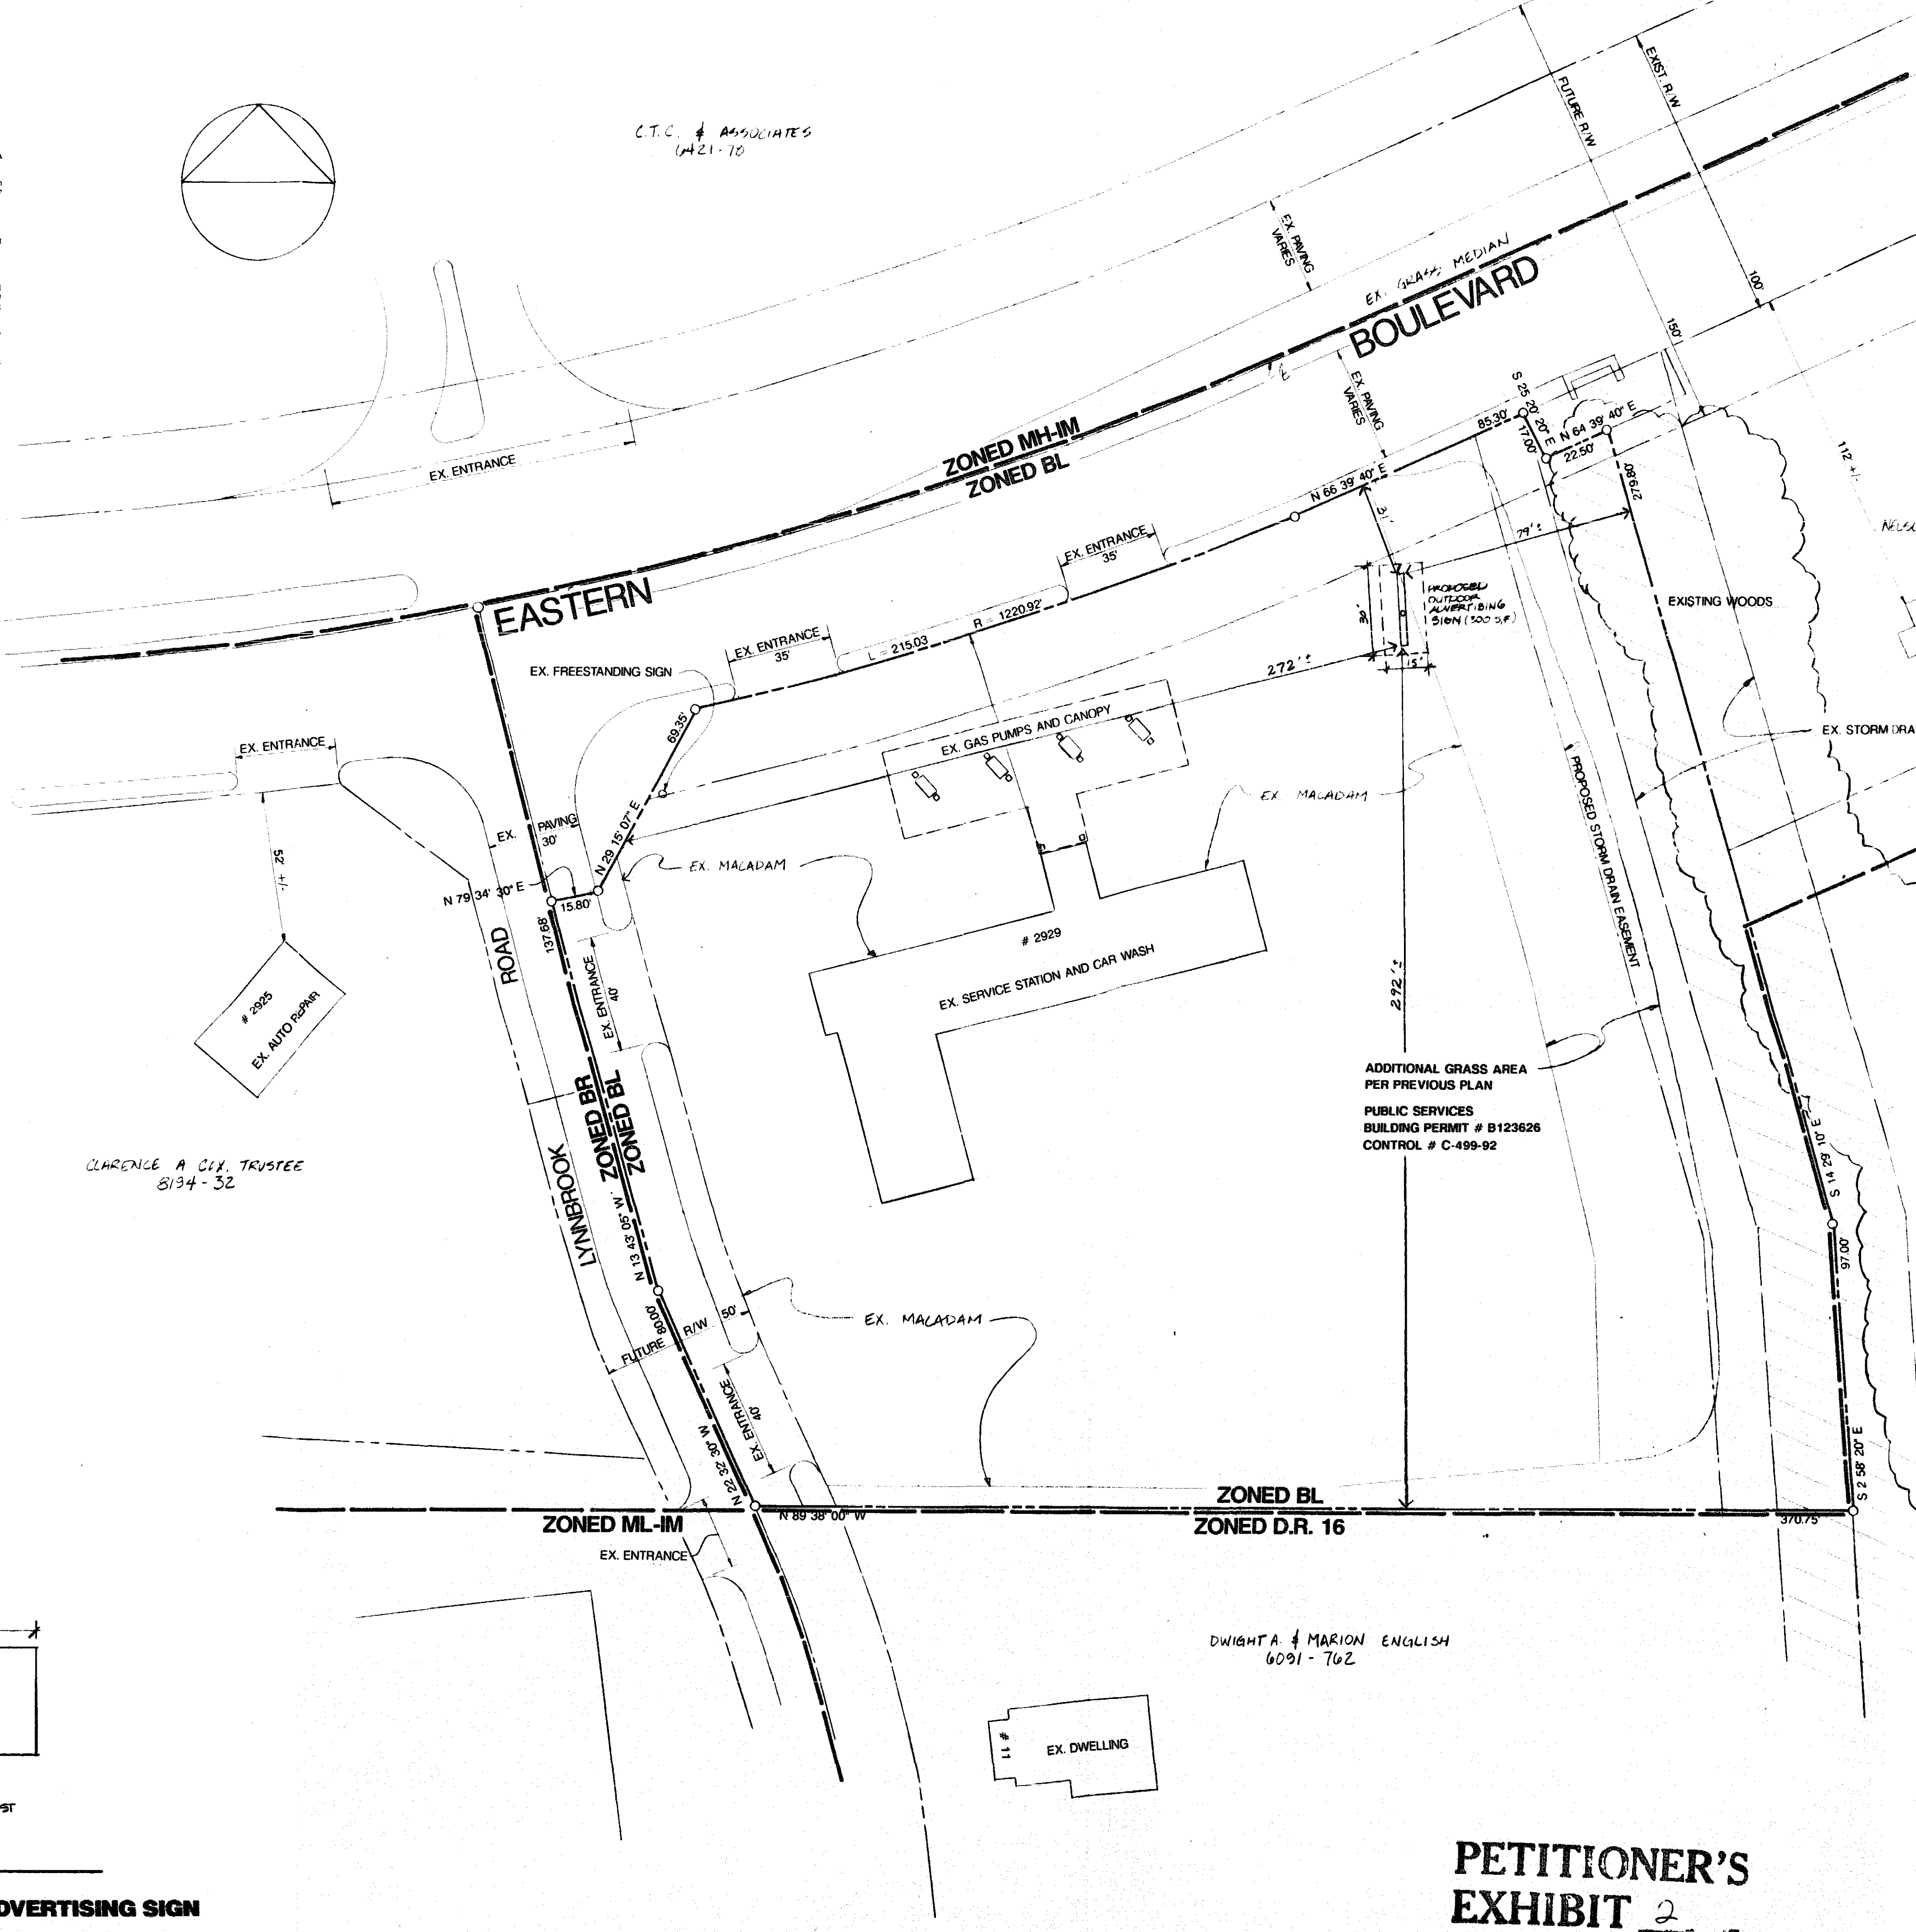 C.T.C. & ASSOCIATES
6421-70
FUTURE R/W
EXIST. R/W
EX. PAVING
VARIES
EX. GRASS MEDIAN
BOULEVARD
100'
150'
112' +/-
EX. PAVING
VARIES
S 25 20' 20" E
17.00'
85.30'
N 64 39' 40" E
22.50'
279.80'
N 66 39' 40" E
ZONED MH-IM
ZONED BL
EX. ENTRANCE
EX. ENTRANCE
35'
31'
79'±
PROPOSED
OUTDOOR
ADVERTISING
SIGN (300 S.F)
30'
15'
EXISTING WOODS
EASTERN
R = 1220.92'
L = 215.03
EX. ENTRANCE
35'
EX. FREESTANDING SIGN
272'±
69.35'
EX. GAS PUMPS AND CANOPY
EX. STORM DRA
EX. ENTRANCE
EX. MACADAM
PROPOSED STORM DRAIN EASEMENT
52' +/-
EX. PAVING
30'
N 29 15' 07" E
EX. MACADAM
N 79 34' 30" E
15.80'
137.68'
ROAD
# 2929
EX. SERVICE STATION AND CAR WASH
EX. ENTRANCE
40'
# 2925
EX. AUTO REPAIR
292'±
ADDITIONAL GRASS AREA
PER PREVIOUS PLAN
PUBLIC SERVICES
BUILDING PERMIT # B123626
CONTROL # C-499-92
ZONED BR
ZONED BL
S 14 29' 10" E
CLARENCE A COX, TRUSTEE
8194-32
LYNNBROOK
N 13 43' 05" W
97.00'
80.00'
FUTURE R/W 50'
EX. MACADAM
EX. ENTRANCE
40'
N 22 32' 30" W
S 2 58' 20" E
ZONED BL
N 89 38' 00" W
370.75'
ZONED ML-IM
ZONED D.R. 16
EX. ENTRANCE
DWIGHT A. & MARION ENGLISH
6091-762
# 11
EX. DWELLING
ST
DVERTISING SIGN
PETITIONER'S
EXHIBIT 2